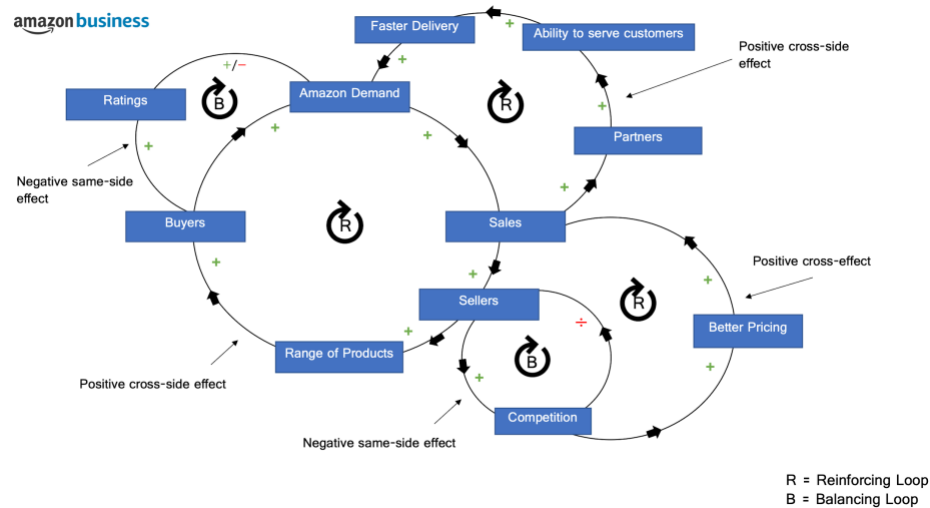 amazon business
Faster Delivery
+
Ability to serve customers
Positive cross-side
effect
+/−
+
Ratings
B
Amazon Demand
R
+
+
+
Partners
+
Negative same-side
effect
+
Buyers
R
Sales
+
+
Positive cross-effect
+
Sellers
R
÷
Better Pricing
+
Range of Products
B
+
+
Positive cross-side effect
Competition
Negative same-side effect
R = Reinforcing Loop
B = Balancing Loop